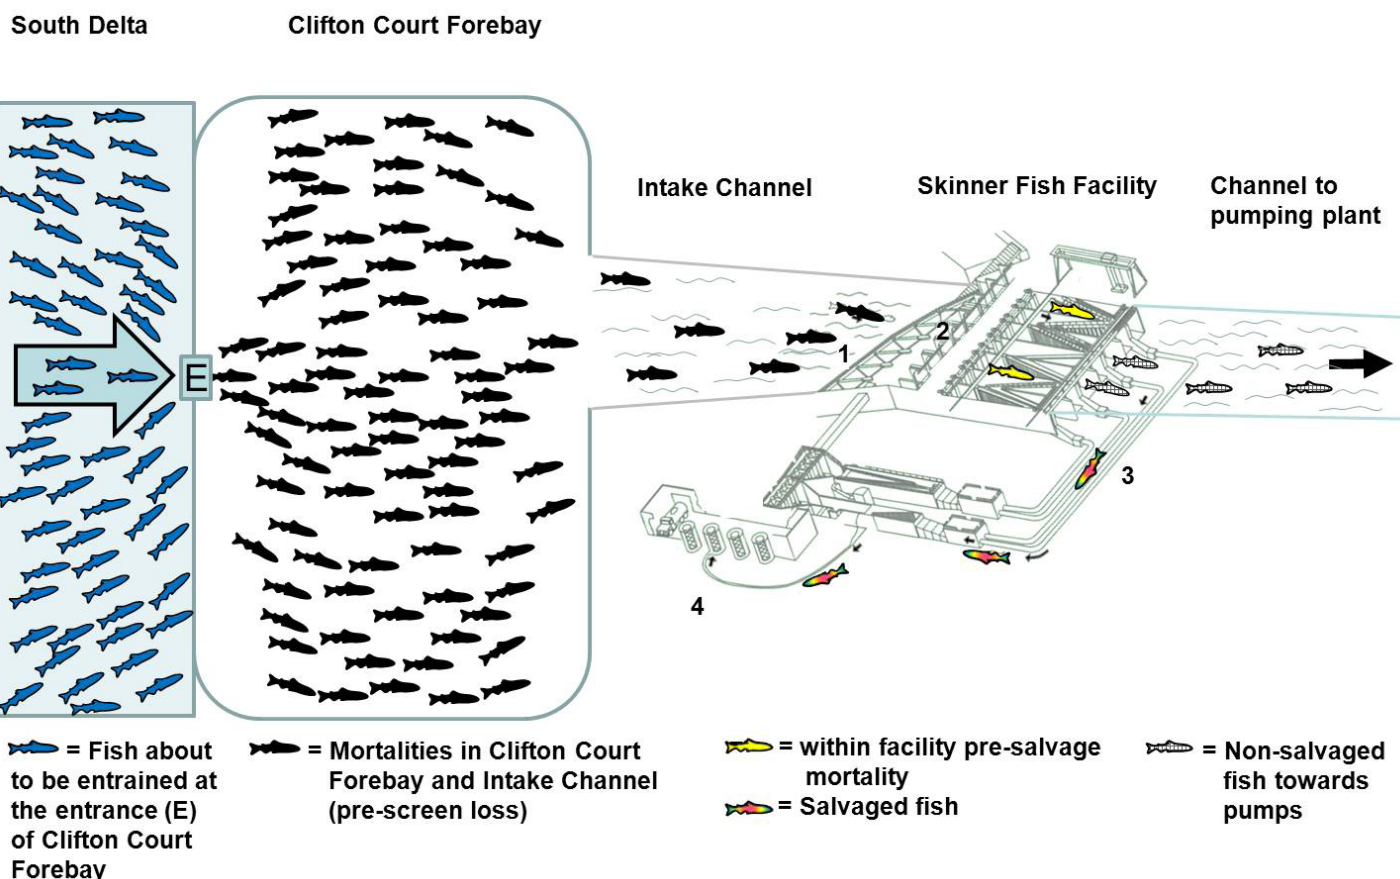 South Delta
Clifton Court Forebay
Intake Channel
Skinner Fish Facility
Channel to
pumping plant
E
1
2
3
4
= Fish about
to be entrained at
the entrance (E)
of Clifton Court
Forebay
= Mortalities in Clifton Court
Forebay and Intake Channel
(pre-screen loss)
= within facility pre-salvage
mortality
= Salvaged fish
= Non-salvaged
fish towards
pumps